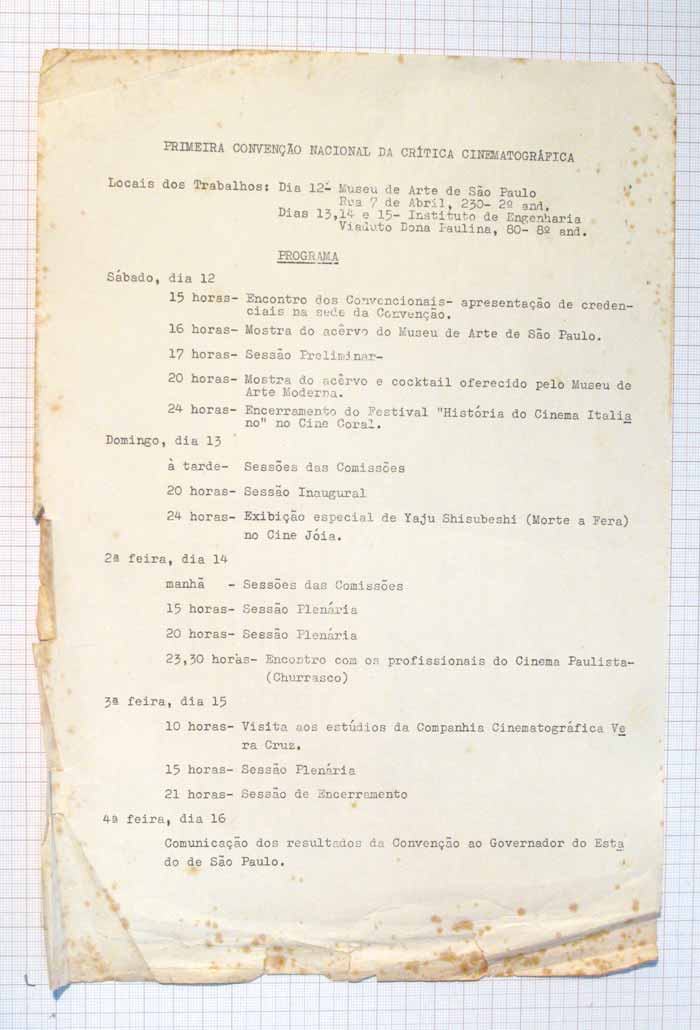 PRIMEIRA CONVENÇÃO NACIONAL DA CRÍTICA CINEMATOGRÁFICA
Locais dos Trabalhos: Dia 12- Museu de Arte de São Paulo
Rua 7 de Abril, 230- 2º and.
Dias 13,14 e 15- Instituto de Engenharia
Viaduto Dona Paulina, 80- 8º and.
PROGRAMA
Sábado, dia 12
15 horas- Encontro dos Convencionais- apresentação de creden-
ciais na sede da Convenção.
16 horas- Mostra do acêrvo do Museu de Arte de São Paulo.
17 horas- Sessão Preliminar-
20 horas- Mostra do acêrvo e cocktail oferecido pelo Museu de
Arte Moderna.
24 horas- Encerramento do Festival "História do Cinema Italia
no" no Cine Coral.
Domingo, dia 13
à tarde- Sessões das Comissões
20 horas- Sessão Inaugural
24 horas- Exibição especial de Yaju Shisubeshi (Morte a Fera)
no Cine Jóia.
2ª feira, dia 14
manhã - Sessões das Comissões
15 horas- Sessão Plenária
20 horas- Sessão Plenária
23,30 horas- Encontro com os profissionais do Cinema Paulista-
(Churrasco)
3ª feira, dia 15
10 horas- Visita aos estúdios da Companhia Cinematográfica Ve
ra Cruz.
15 horas- Sessão Plenária
21 horas- Sessão de Encerramento
4ª feira, dia 16
Comunicação dos resultados da Convenção ao Governador do Esta
do de São Paulo.